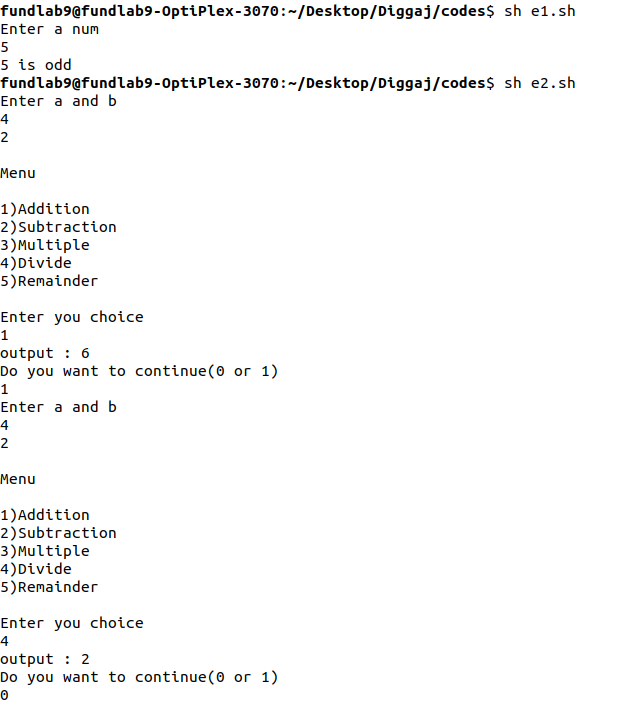 fundlab9@fundlab9-OptiPlex-3070:~/Desktop/Diggaj/codes$ sh e1.sh
Enter a num
5
5 is odd
fundlab9@fundlab9-OptiPlex-3070:~/Desktop/Diggaj/codes$ sh e2.sh
Enter a and b
4
2
Menu
1)Addition
2)Subtraction
3)Multiple
4)Divide
5)Remainder
Enter you choice
1
output : 6
Do you want to continue(0 or 1)
1
Enter a and b
4
2
Menu
1)Addition
2)Subtraction
3)Multiple
4)Divide
5)Remainder
Enter you choice
4
output : 2
Do you want to continue(0 or 1)
0